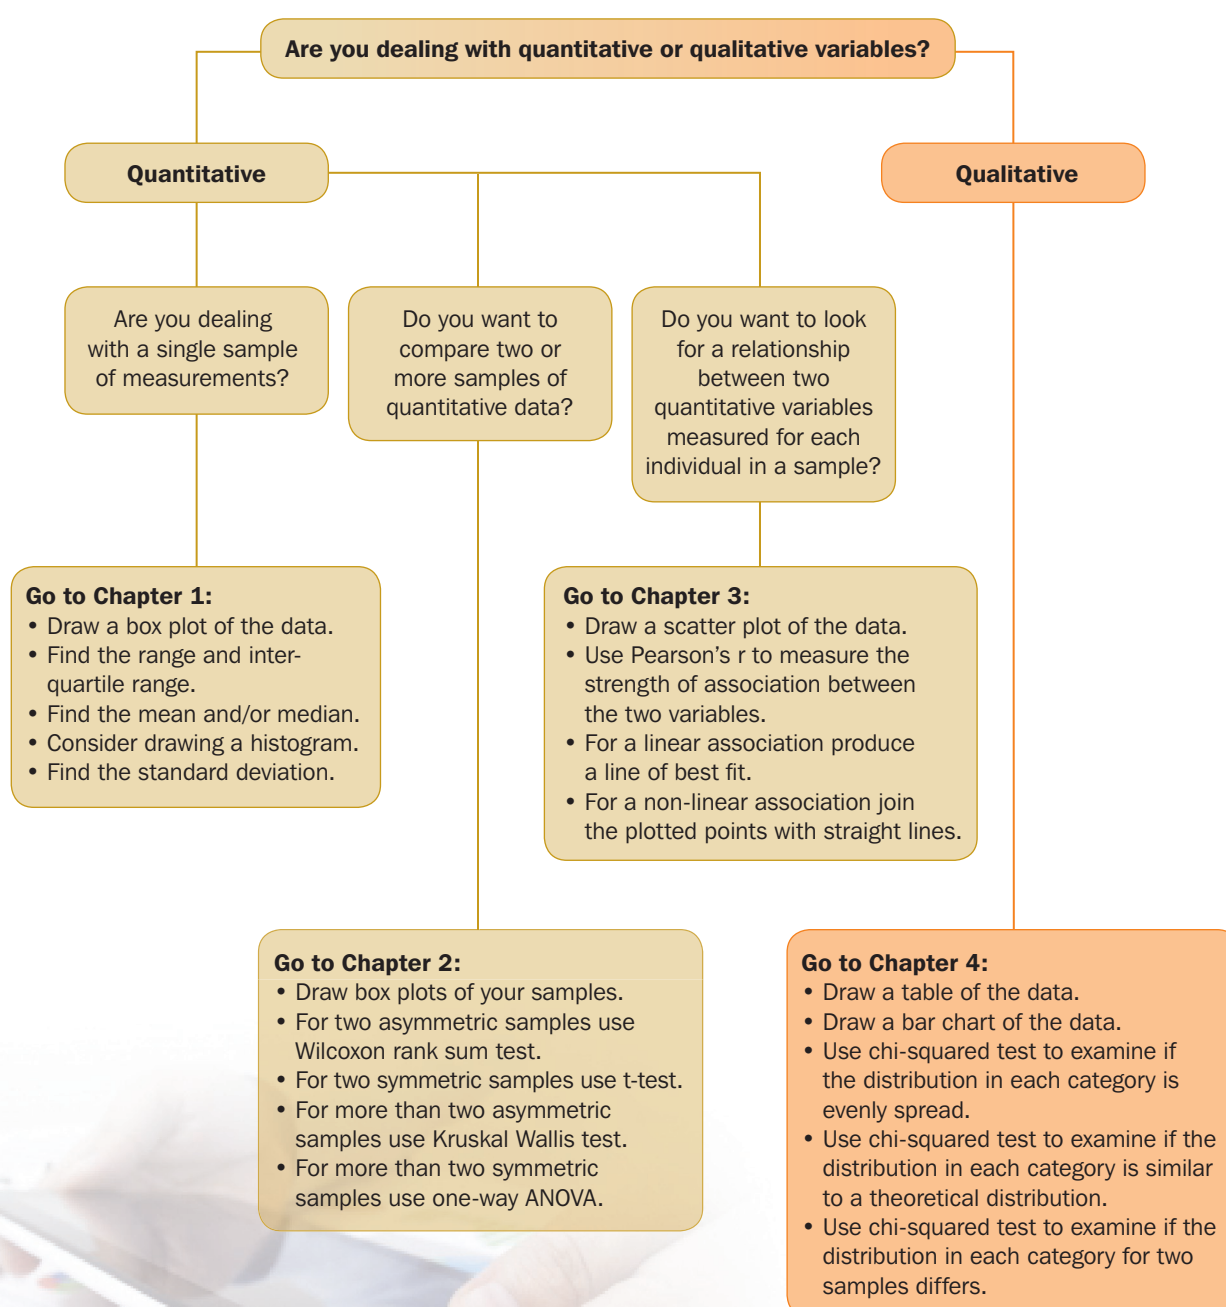 Are you dealing with quantitative or qualitative variables?
Quantitative
Qualitative
Are you dealing
with a single sample
of measurements?
Do you want to
compare two or
more samples of
quantitative data?
Do you want to look
for a relationship
between two
quantitative variables
measured for each
individual in a sample?
Go to Chapter 1:
• Draw a box plot of the data.
• Find the range and inter-
quartile range.
• Find the mean and/or median.
• Consider drawing a histogram.
• Find the standard deviation.
Go to Chapter 3:
• Draw a scatter plot of the data.
• Use Pearson’s r to measure the
strength of association between
the two variables.
• For a linear association produce
a line of best fit.
• For a non-linear association join
the plotted points with straight lines.
Go to Chapter 2:
• Draw box plots of your samples.
• For two asymmetric samples use
Wilcoxon rank sum test.
• For two symmetric samples use t-test.
• For more than two asymmetric
samples use Kruskal Wallis test.
• For more than two symmetric
samples use one-way ANOVA.
Go to Chapter 4:
• Draw a table of the data.
• Draw a bar chart of the data.
• Use chi-squared test to examine if
the distribution in each category is
evenly spread.
• Use chi-squared test to examine if the
distribution in each category is similar
to a theoretical distribution.
• Use chi-squared test to examine if the
distribution in each category for two
samples differs.